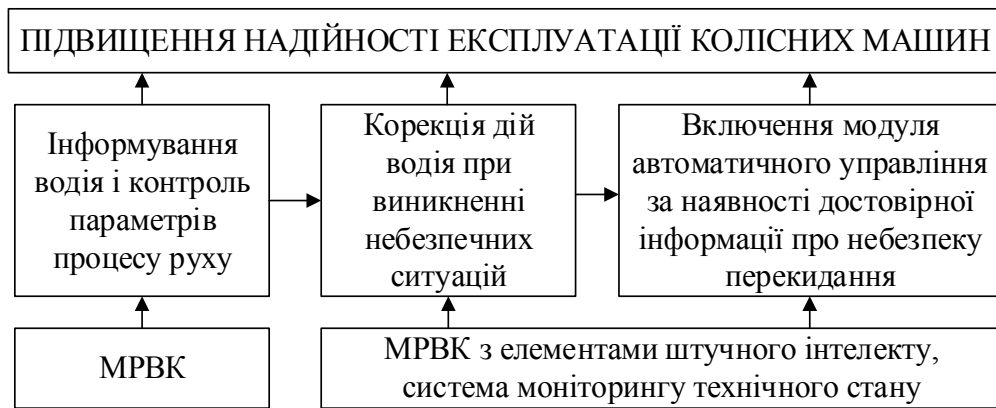 ПІДВИЩЕННЯ НАДІЙНОСТІ ЕКСПЛУАТАЦІЇ КОЛІСНИХ МАШИН
Інформування
водія і контроль
параметрів
процесу руху
Корекція дій
водія при
виникненні
небезпечних
ситуацій
Включення модуля
автоматичного управління
за наявності достовірної
інформації про небезпеку
перекидання
МРВК
МРВК з елементами штучного інтелекту,
система моніторингу технічного стану